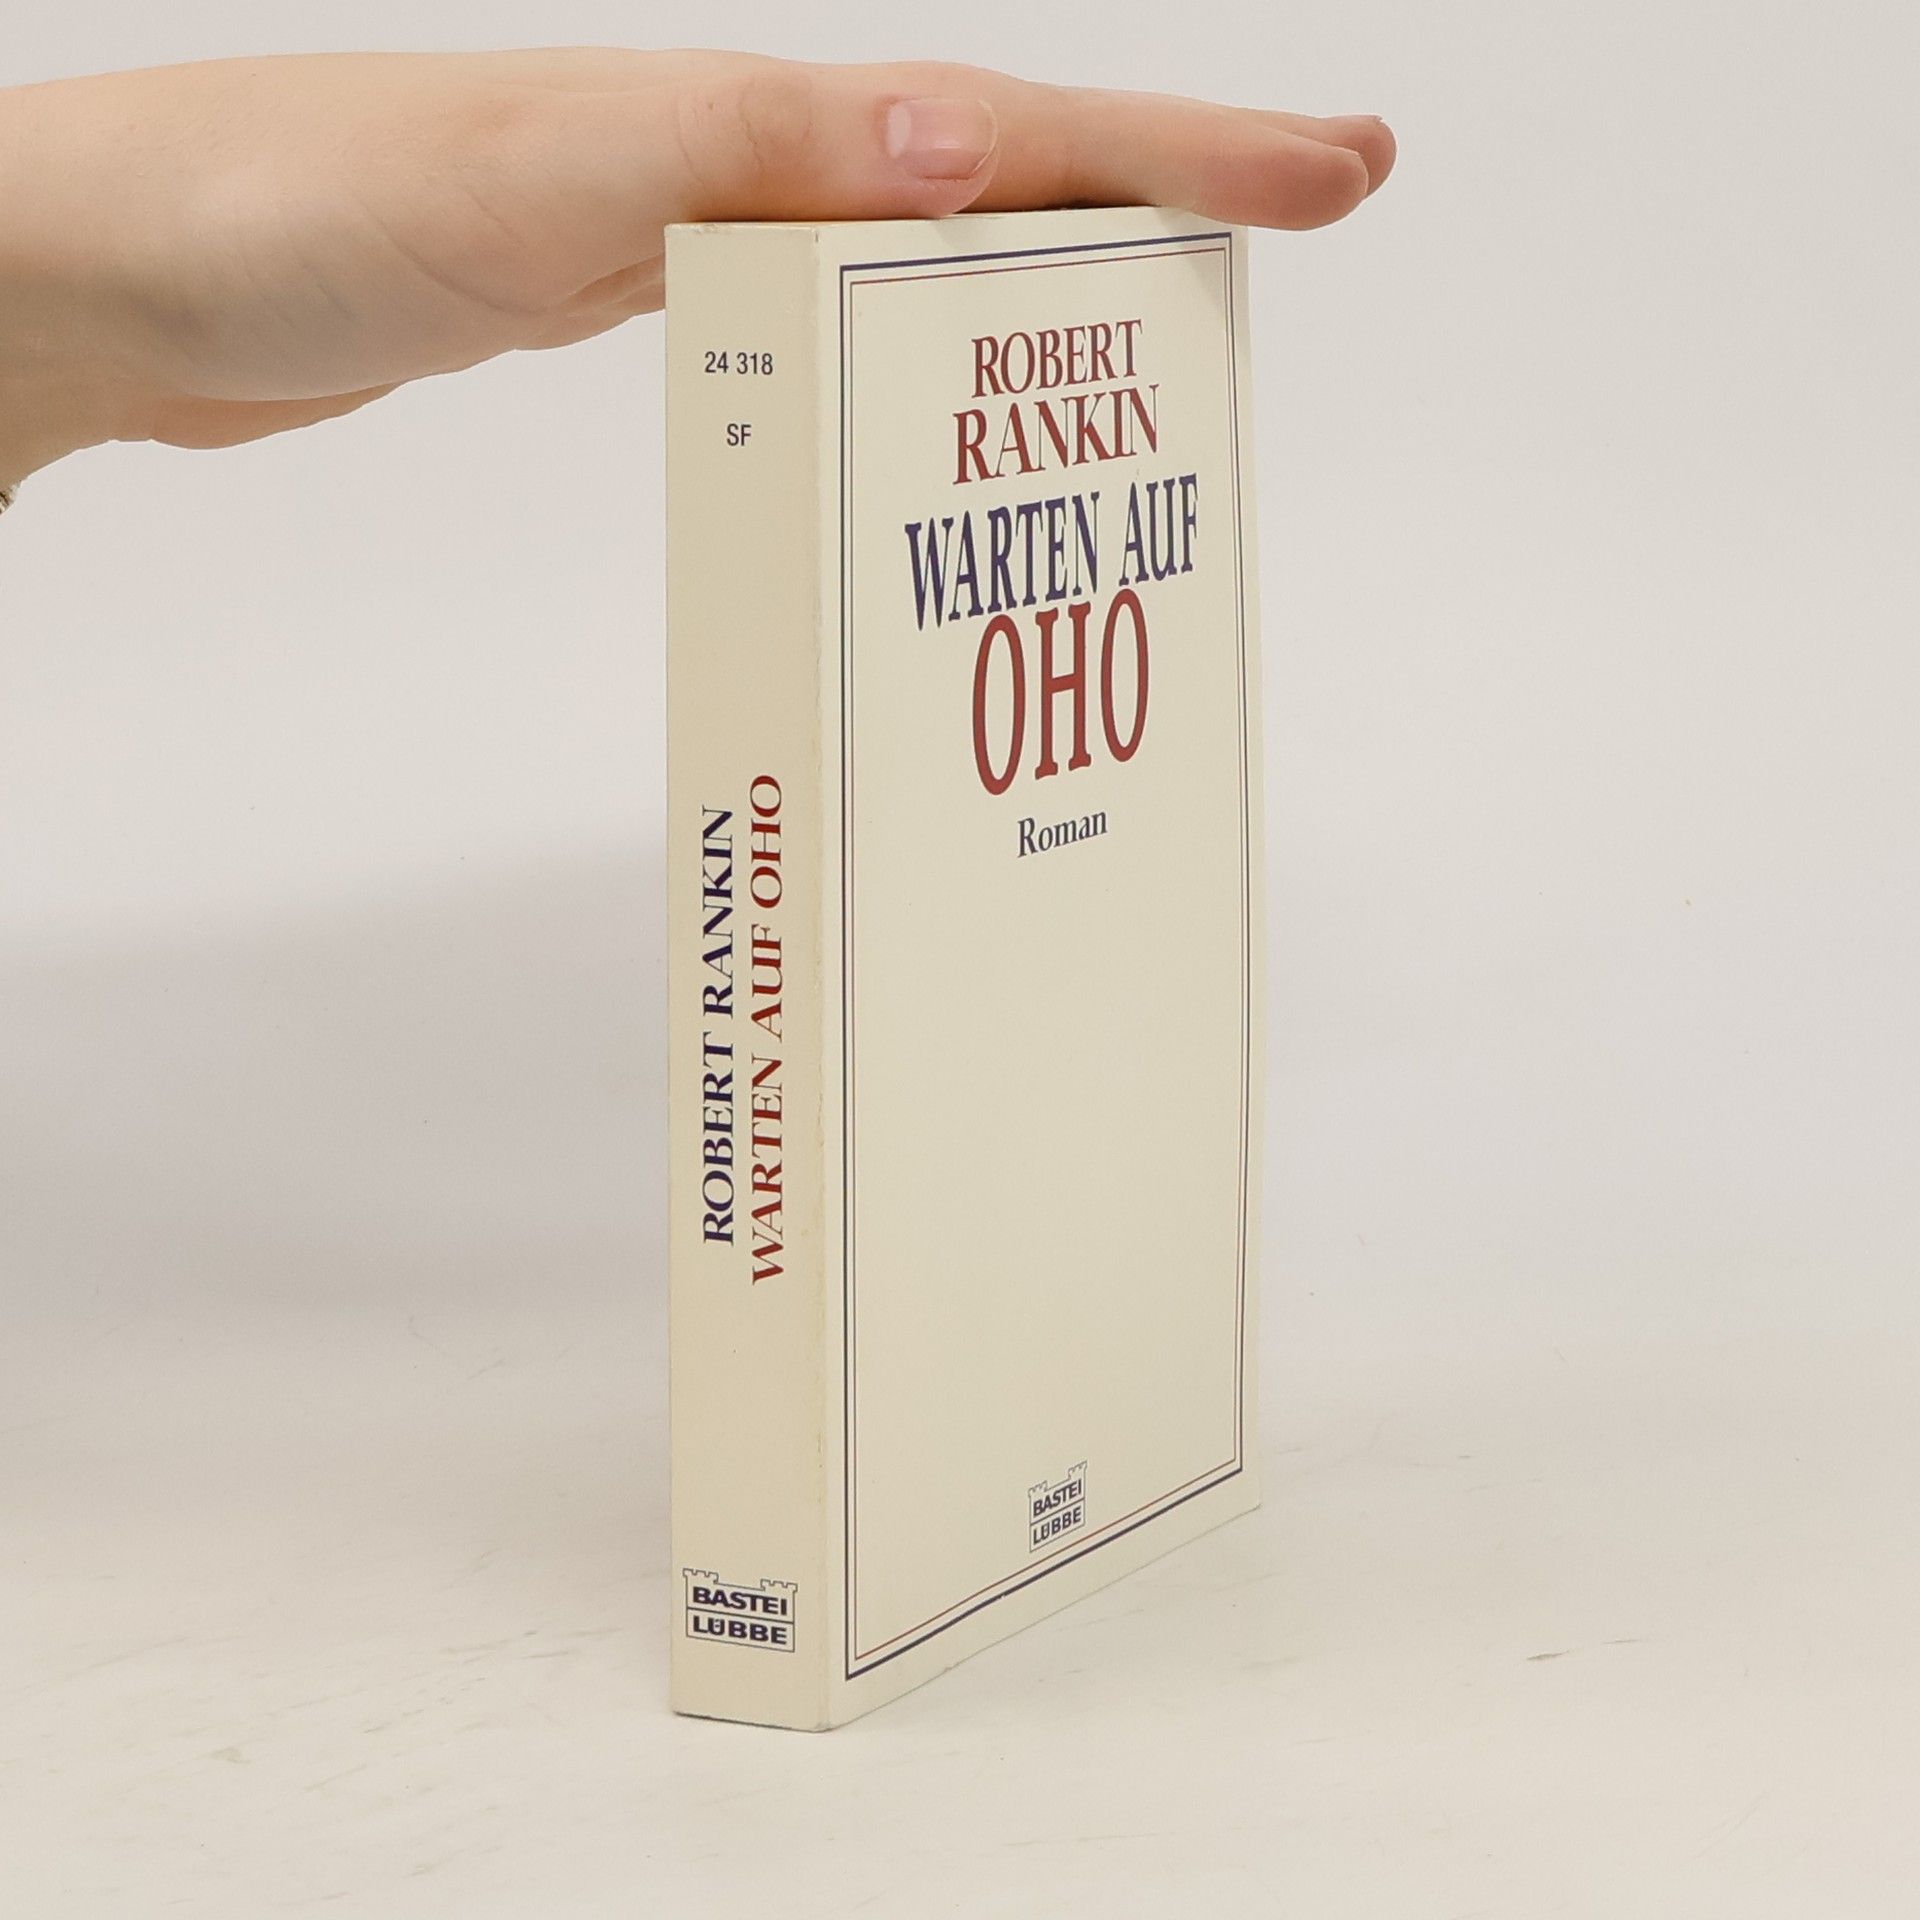 24 318
SF
ROBERT RANKIN
WARTEN AUF OHO
BASTEI
LÜBBE
ROBERT
RANKIN
WARTEN AUF
OHO
Roman
BASTEI
LÜBBE